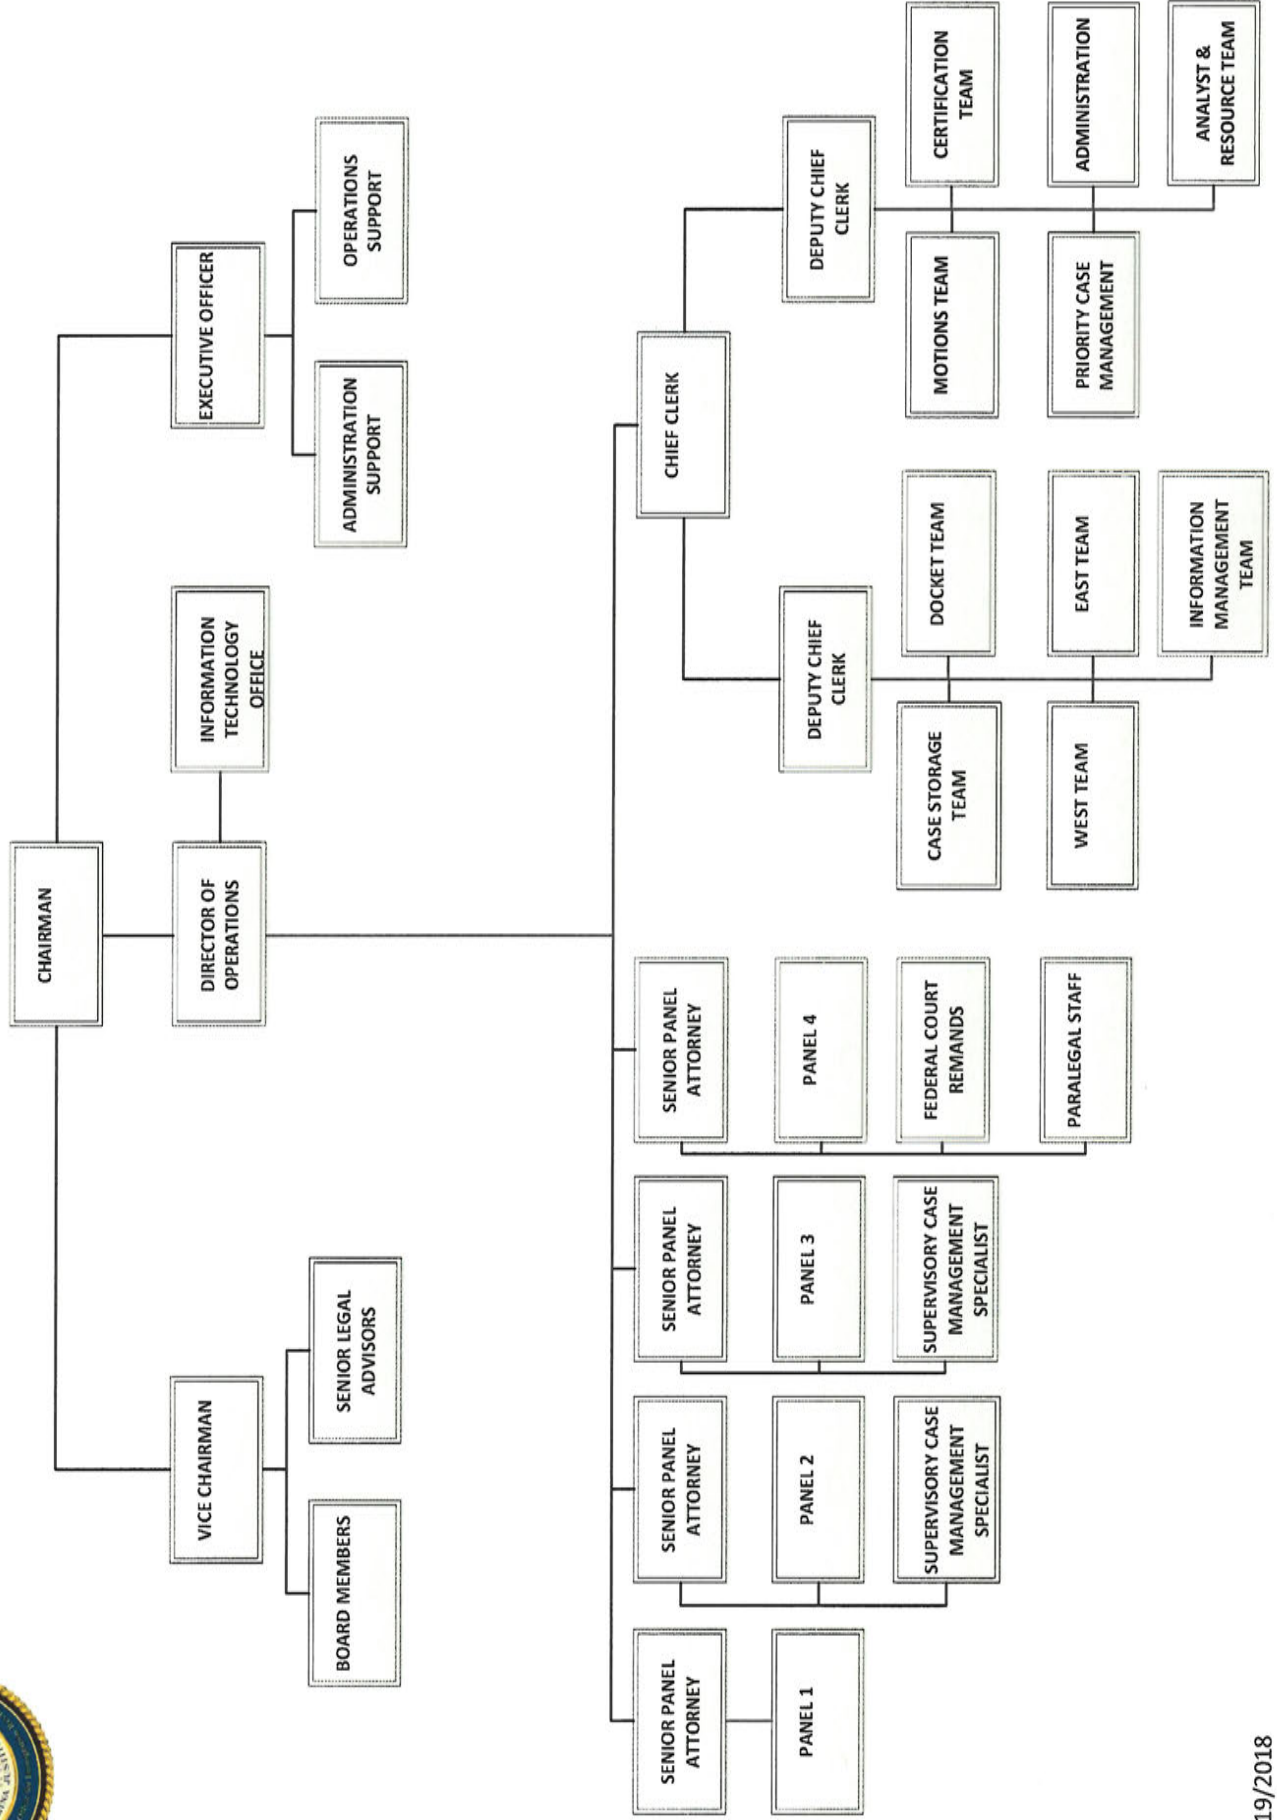 CHAIRMAN
VICE CHAIRMAN
DIRECTOR OF
OPERATIONS
INFORMATION
TECHNOLOGY
OFFICE
EXECUTIVE OFFICER
BOARD MEMBERS
SENIOR LEGAL
ADVISORS
ADMINISTRATION
SUPPORT
OPERATIONS
SUPPORT
SENIOR PANEL
ATTORNEY
PANEL 1
SENIOR PANEL
ATTORNEY
PANEL 2
SUPERVISORY CASE
MANAGEMENT
SPECIALIST
SENIOR PANEL
ATTORNEY
PANEL 3
SUPERVISORY CASE
MANAGEMENT
SPECIALIST
SENIOR PANEL
ATTORNEY
PANEL 4
FEDERAL COURT
REMANDS
PARALEGAL STAFF
CHIEF CLERK
DEPUTY CHIEF
CLERK
CASE STORAGE
TEAM
DOCKET TEAM
WEST TEAM
EAST TEAM
INFORMATION
MANAGEMENT
TEAM
DEPUTY CHIEF
CLERK
MOTIONS TEAM
CERTIFICATION
TEAM
PRIORITY CASE
MANAGEMENT
ADMINISTRATION
ANALYST &
RESOURCE TEAM
19/2018